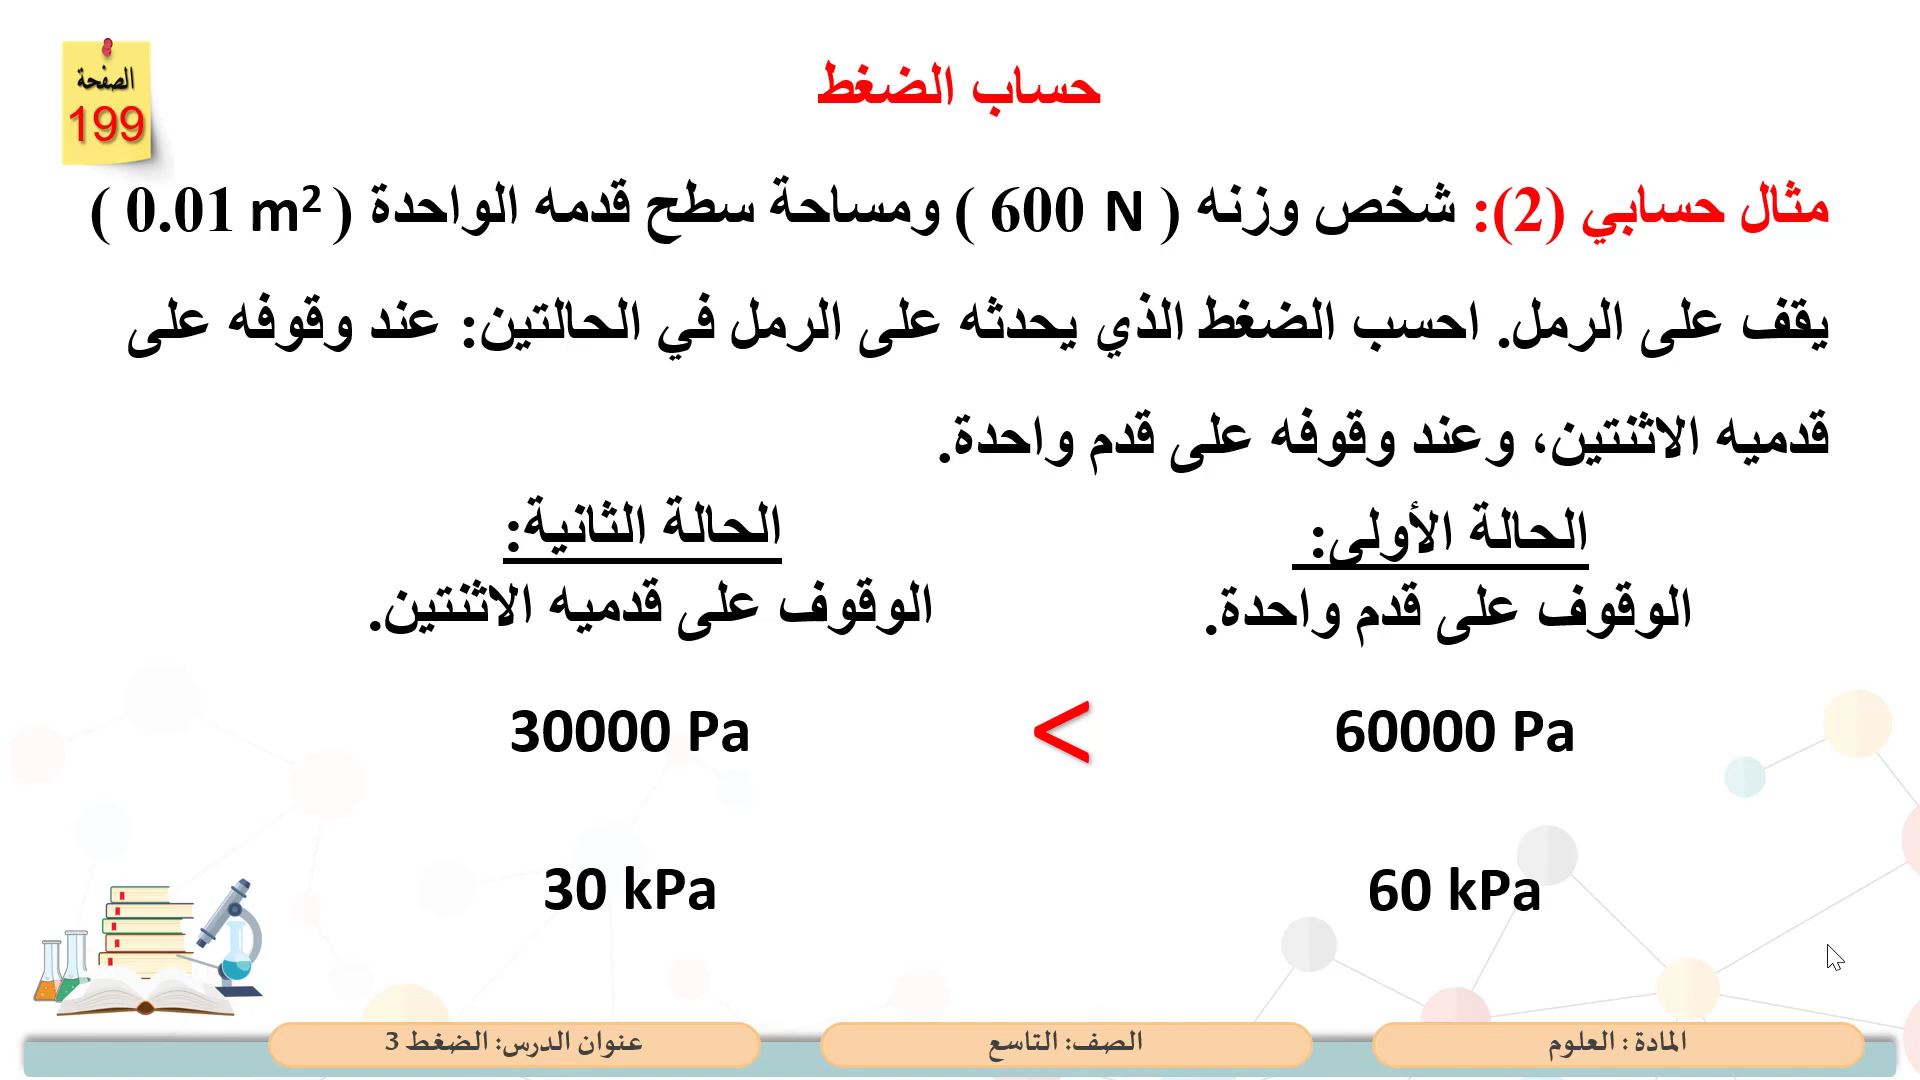 الصفحة
199
حساب الضغط
مثال حسابي (2): شخص وزنه ( 600 N ) ومساحة سطح قدمه الواحدة ( 0.01 m² )
يقف على الرمل. احسب الضغط الذي يحدثه على الرمل في الحالتين: عند وقوفه على
قدميه الاثنتين، وعند وقوفه على قدم واحدة.
الحالة الأولى:
الوقوف على قدم واحدة.
60000 Pa
60 kPa
<
الحالة الثانية:
الوقوف على قدميه الاثنتين.
30000 Pa
30 kPa
المادة : العلوم
الصف: التاسع
عنوان الدرس: الضغط 3